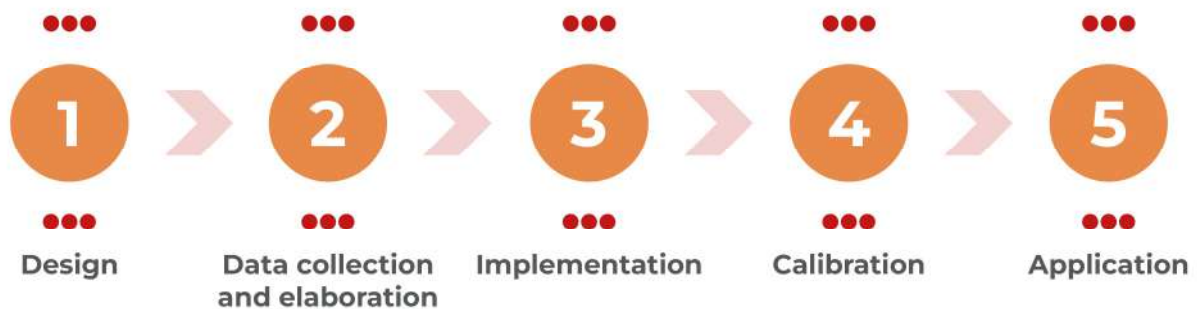 1
2
3
4
5
Design
Data collection
and elaboration
Implementation
Calibration
Application